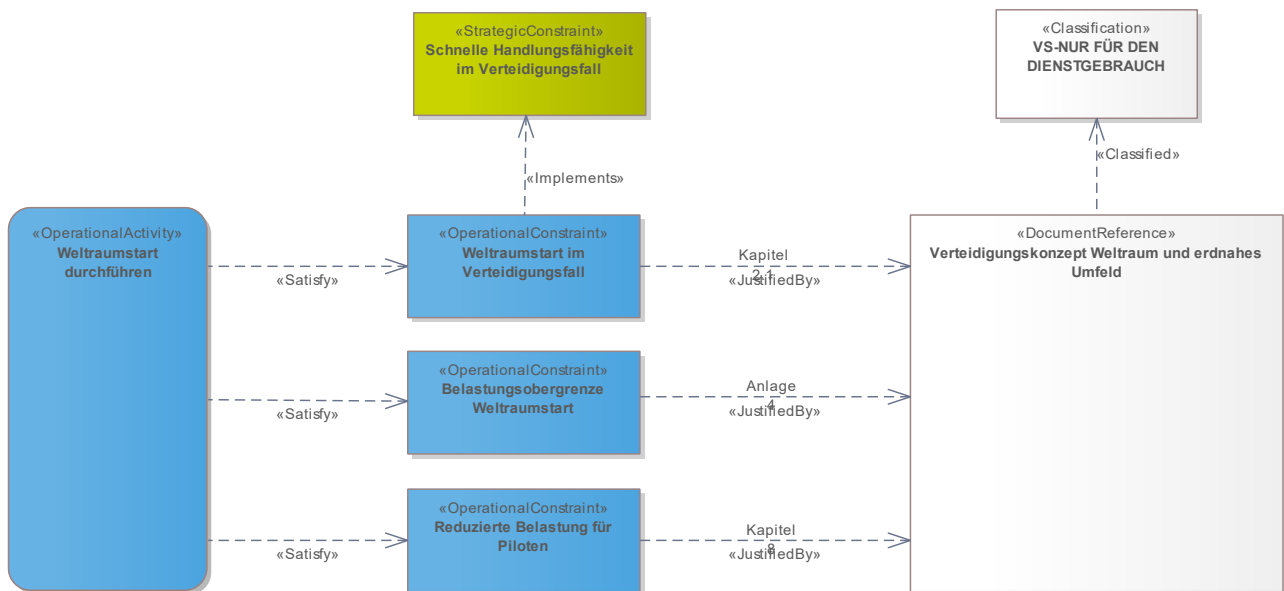 «StrategicConstraint»
Schnelle Handlungsfähigkeit
im Verteidigungsfall
«Classification»
VS-NUR FÜR DEN
DIENSTGEBRAUCH
«Implements»
«Classified»
«OperationalActivity»
Weltraumstart
durchführen
«Satisfy»
«OperationalConstraint»
Weltraumstart im
Verteidigungsfall
Kapitel
2.1
«JustifiedBy»
«DocumentReference»
Verteidigungskonzept Weltraum und erdnahes
Umfeld
«Satisfy»
«OperationalConstraint»
Belastungsobergrenze
Weltraumstart
Anlage
4
«JustifiedBy»
«Satisfy»
«OperationalConstraint»
Reduzierte Belastung für
Piloten
Kapitel
8
«JustifiedBy»